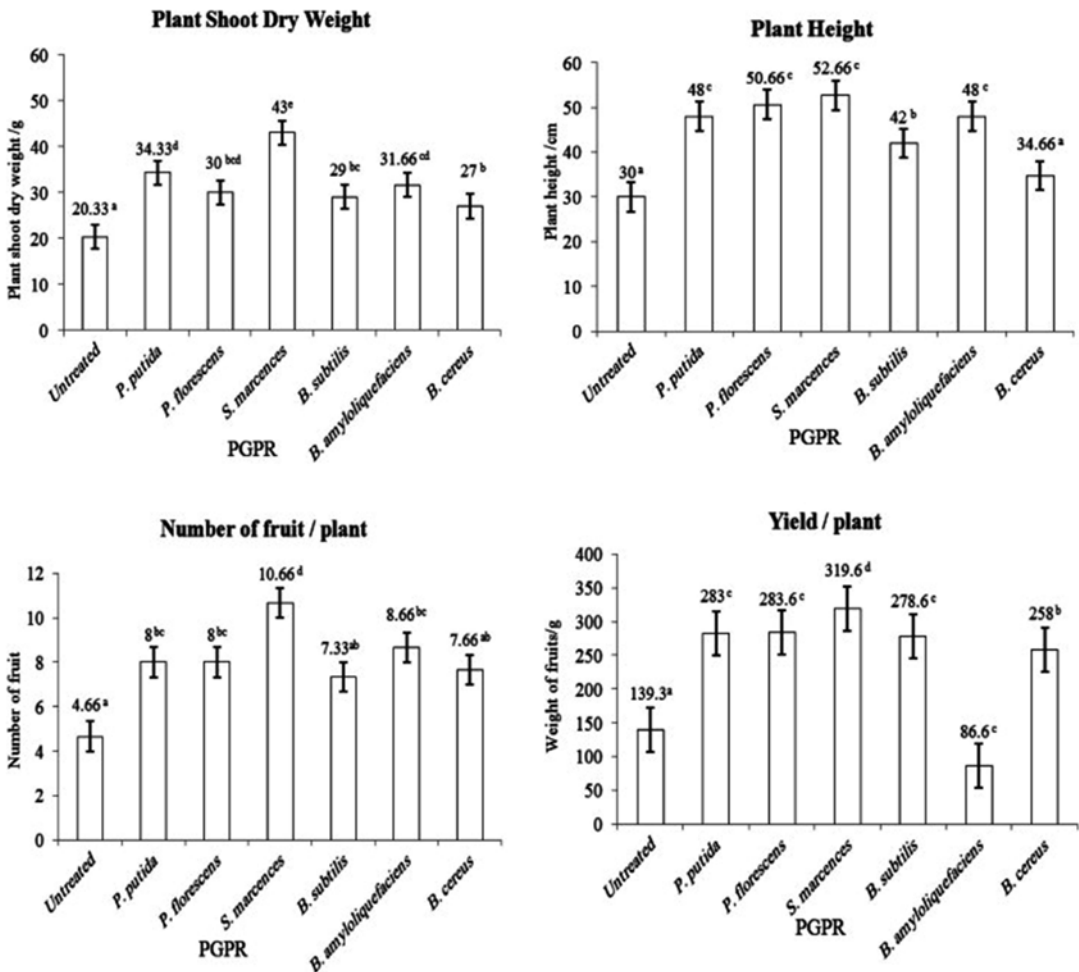 Plant Shoot Dry Weight
Plant shoot dry weight /g
60
50
40
30
20
10
0
20.33 a
34.33 d
30 bcd
43 e
29 bc
31.66 cd
27 b
Untreated
P. putida
P. florescens
S. marcences
B. subtilis
B. amyloliquefaciens
B. cereus
PGPR
Plant Height
Plant height /cm
60
50
40
30
20
10
0
30 a
48 c
50.66 c
52.66 c
42 b
48 c
34.66 a
Untreated
P. putida
P. florescens
S. marcences
B. subtilis
B. amyloliquefaciens
B. cereus
PGPR
Number of fruit / plant
Number of fruit
12
10
8
6
4
2
0
4.66 a
8 bc
8 bc
10.66 d
7.33 ab
8.66 bc
7.66 ab
Untreated
P. putida
P. florescens
S. marcences
B. subtilis
B. amyloliquefaciens
B. cereus
PGPR
Yield / plant
Weight of fruits/g
400
350
300
250
200
150
100
50
0
139.3 a
283 c
283.6 c
319.6 d
278.6 c
86.6 c
258 b
Untreated
P. putida
P. florescens
S. marcences
B. subtilis
B. amyloliquefaciens
B. cereus
PGPR